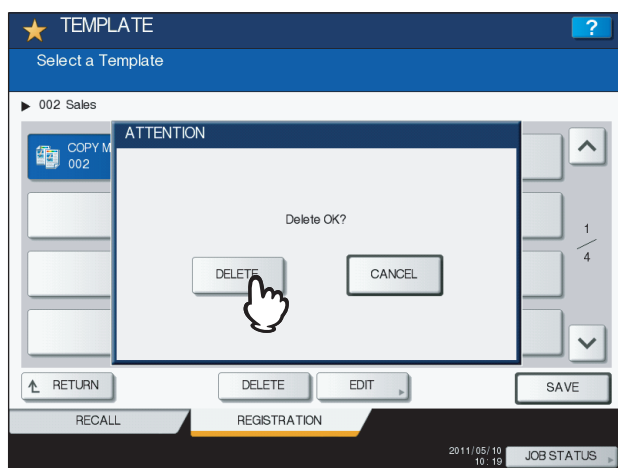 TEMPLATE
?
Select a Template
002 Sales
COPY M
002
ATTENTION
Delete OK?
DELETE
CANCEL
1
4
RETURN
DELETE
EDIT
SAVE
RECALL
REGISTRATION
2011/05/10
10:19
JOB STATUS